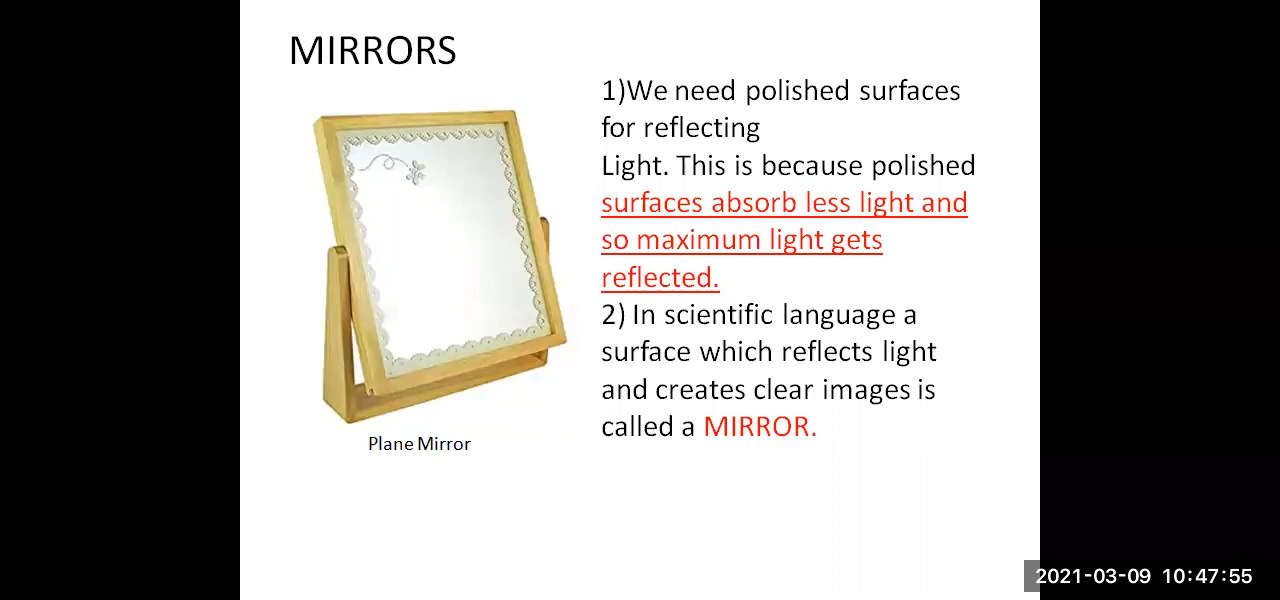 MIRRORS
1)We need polished surfaces
for reflecting
Light. This is because polished
surfaces absorb less light and
so maximum light gets
reflected.
2) In scientific language a
surface which reflects light
and creates clear images is
called a MIRROR.
Plane Mirror
2021-03-09 10:47:55